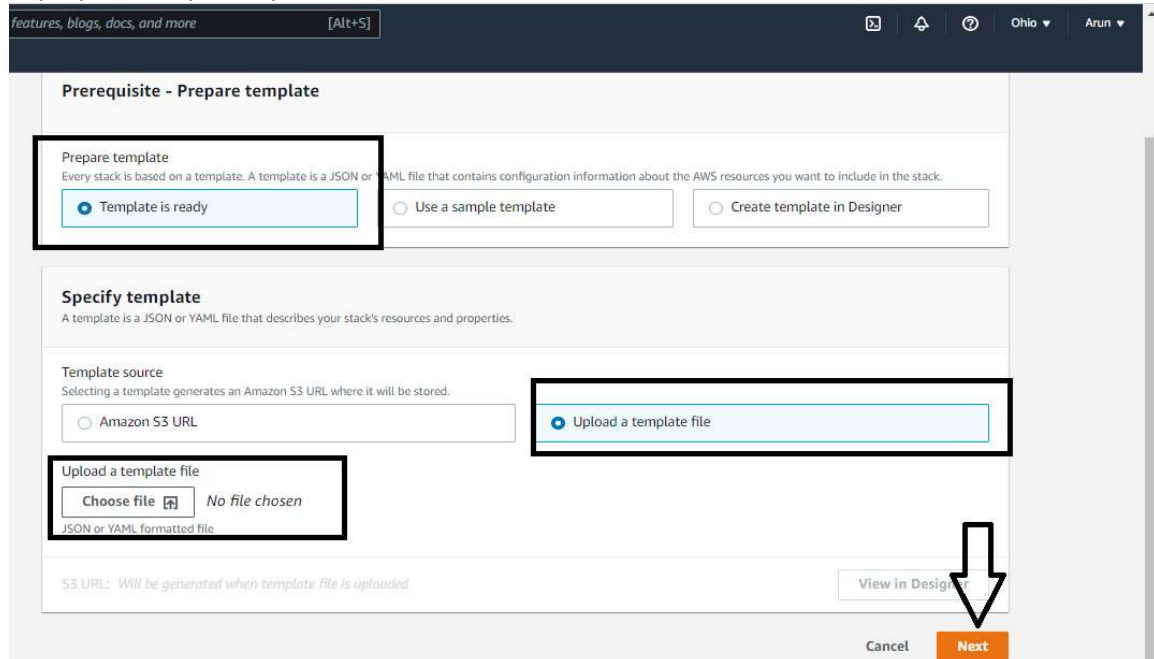 features, blogs, docs, and more [Alt+S] Ohio Arun
Prerequisite - Prepare template
Prepare template
Every stack is based on a template. A template is a JSON or YAML file that contains configuration information about the AWS resources you want to include in the stack.
Template is ready Use a sample template Create template in Designer
Specify template
A template is a JSON or YAML file that describes your stack's resources and properties.
Template source
Selecting a template generates an Amazon S3 URL where it will be stored.
Amazon S3 URL Upload a template file
Upload a template file
Choose file No file chosen
JSON or YAML formatted file
S3 URL: Will be generated when template file is uploaded View in Designer
Cancel Next